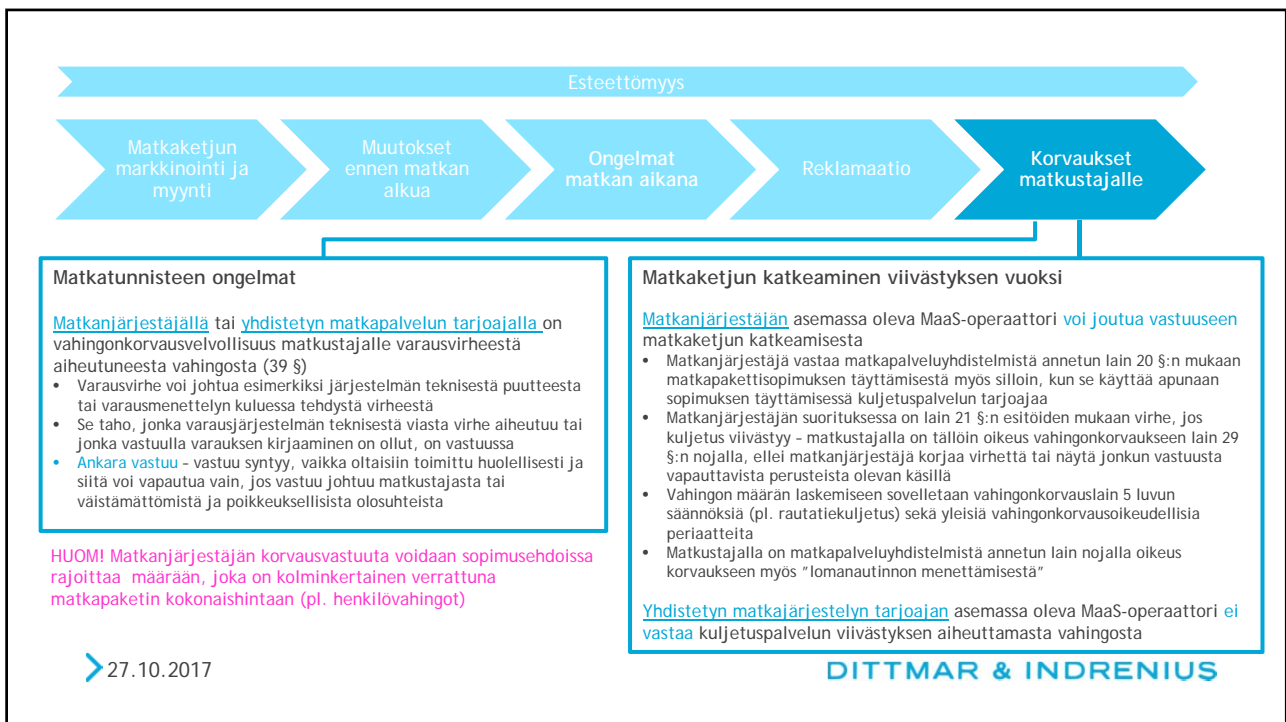 Esteettömyys
Matkaketjun
markkinointi ja
myynti
Muutokset
ennen matkan
alkua
Ongelmat
matkan aikana
Reklamaatio
Korvaukset
matkustajalle
Matkatunnisteen ongelmat
Matkanjärjestäjällä tai yhdistetyn matkapalvelun tarjoajalla on
vahingonkorvausvelvollisuus matkustajalle varausvirheestä
aiheutuneesta vahingosta (39 §)
• Varausvirhe voi johtua esimerkiksi järjestelmän teknisestä puutteesta
tai varausmenettelyn kuluessa tehdystä virheestä
• Se taho, jonka varausjärjestelmän teknisestä viasta virhe aiheutuu tai
jonka vastuulla varauksen kirjaaminen on ollut, on vastuussa
• Ankara vastuu – vastuu syntyy, vaikka oltaisiin toimittu huolellisesti ja
siitä voi vapautua vain, jos vastuu johtuu matkustajasta tai
väistämättömistä ja poikkeuksellisista olosuhteista
HUOM! Matkanjärjestäjän korvausvastuuta voidaan sopimusehdoissa
rajoittaa määrään, joka on kolminkertainen verrattuna
matkapaketin kokonaishintaan (pl. henkilövahingot)
Matkaketjun katkeaminen viivästyksen vuoksi
Matkanjärjestäjän asemassa oleva MaaS-operaattori voi joutua vastuuseen
matkaketjun katkeamisesta
• Matkanjärjestäjä vastaa matkapalveluyhdistelmistä annetun lain 20 §:n mukaan
matkapakettisopimuksen täyttämisestä myös silloin, kun se käyttää apunaan
sopimuksen täyttämisessä kuljetuspalvelun tarjoajaa
• Matkanjärjestäjän suorituksessa on lain 21 §:n esitöiden mukaan virhe, jos
kuljetus viivästyy – matkustajalla on tällöin oikeus vahingonkorvaukseen lain 29
§:n nojalla, ellei matkanjärjestäjä korjaa virhettä tai näytä jonkun vastuusta
vapauttavista perusteista olevan käsillä
• Vahingon määrän laskemiseen sovelletaan vahingonkorvauslain 5 luvun
säännöksiä (pl. rautatiekuljetus) sekä yleisiä vahingonkorvausoikeudellisia
periaatteita
• Matkustajalla on matkapalveluyhdistelmistä annetun lain nojalla oikeus
korvaukseen myös "lomanautinnon menettämisestä"
Yhdistetyn matkajärjestelyn tarjoajan asemassa oleva MaaS-operaattori ei
vastaa kuljetuspalvelun viivästyksen aiheuttamasta vahingosta
27.10.2017
DITTMAR & INDRENIUS